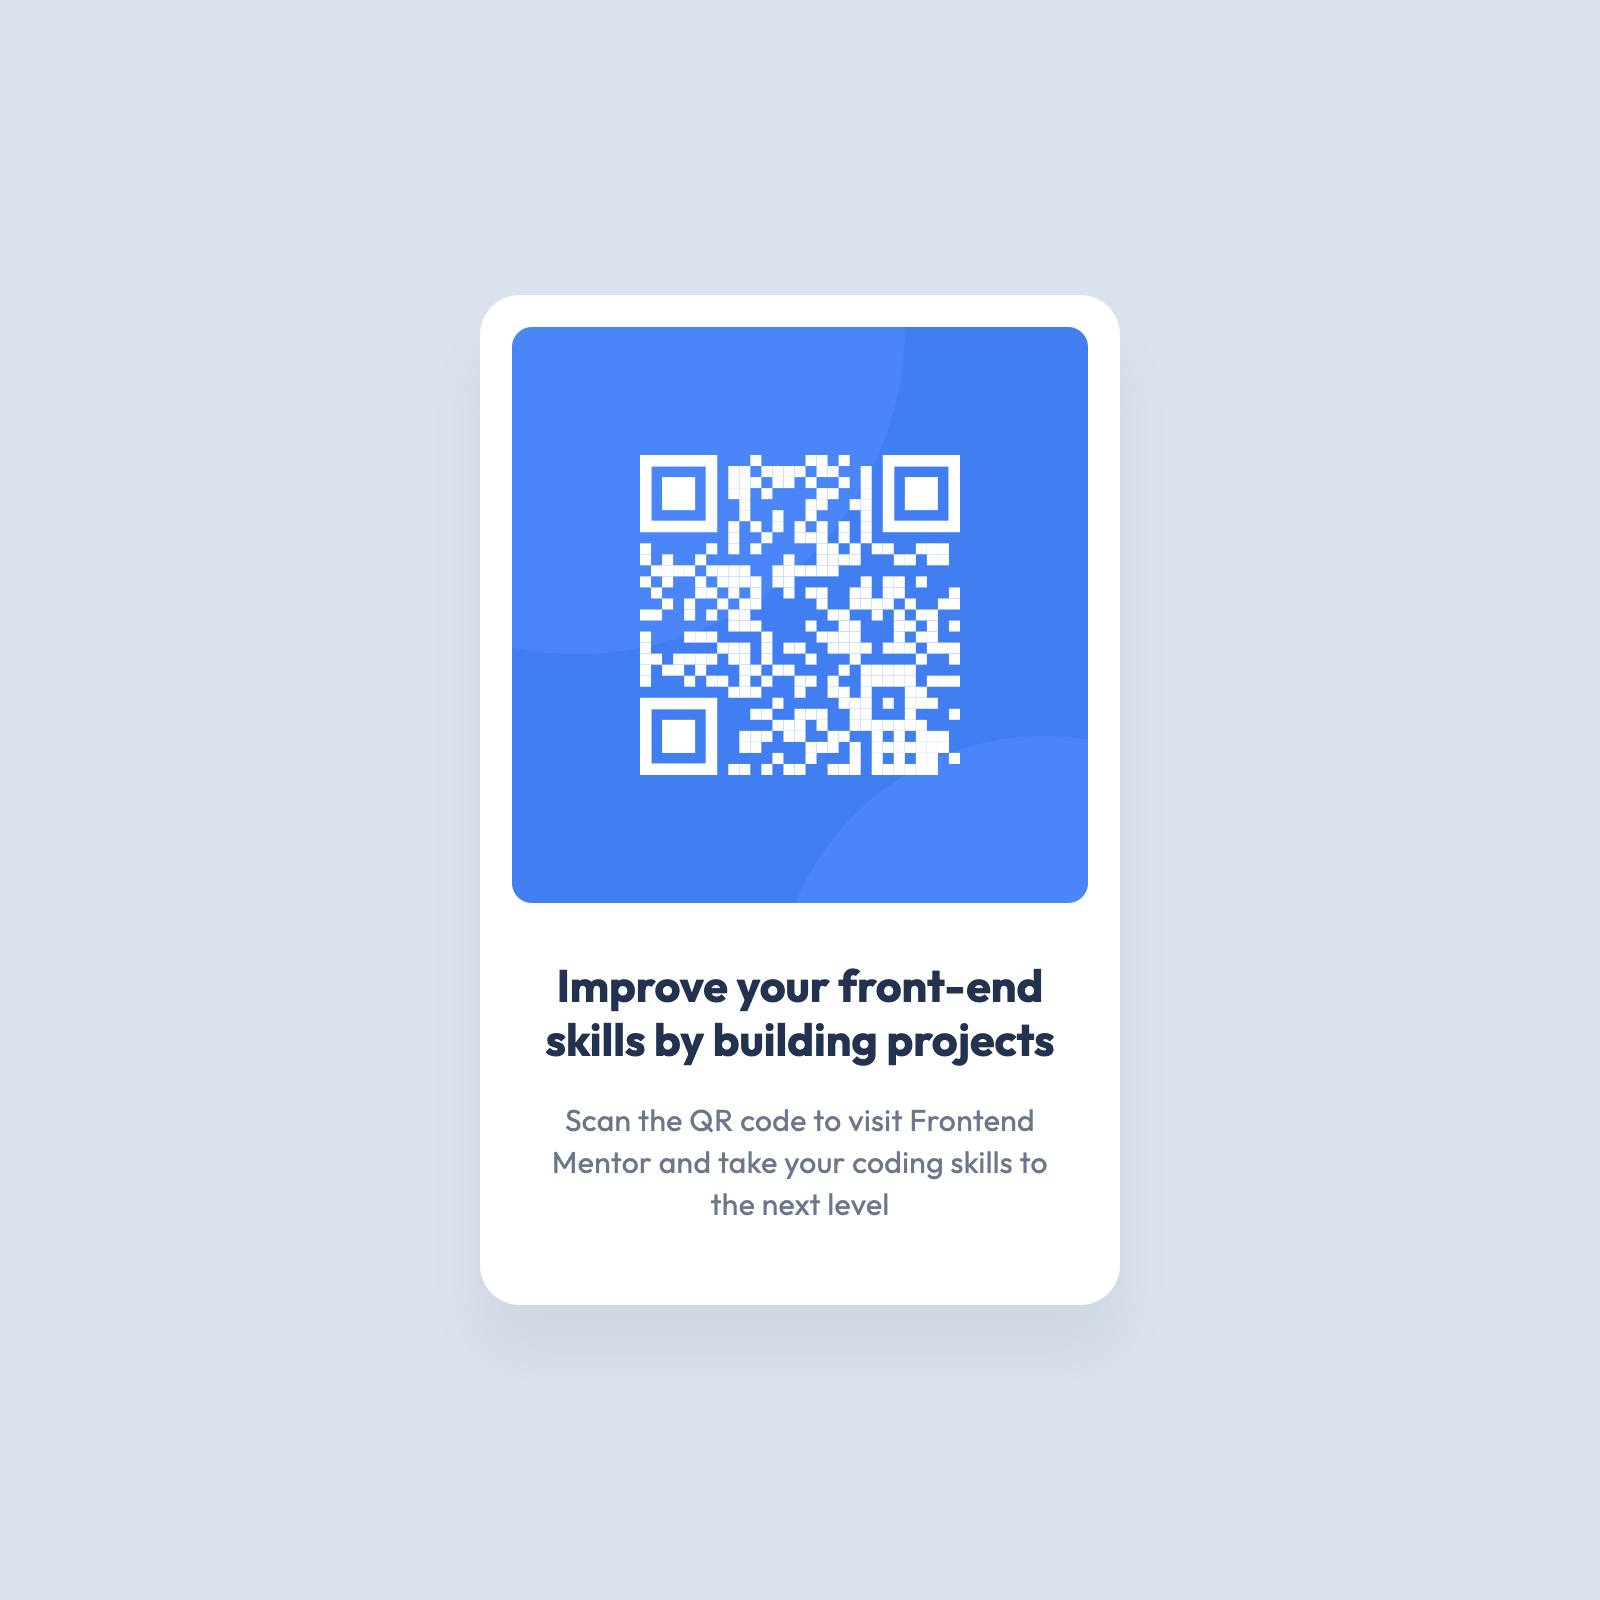 Improve your front-end
skills by building projects
Scan the QR code to visit Frontend
Mentor and take your coding skills to
the next level